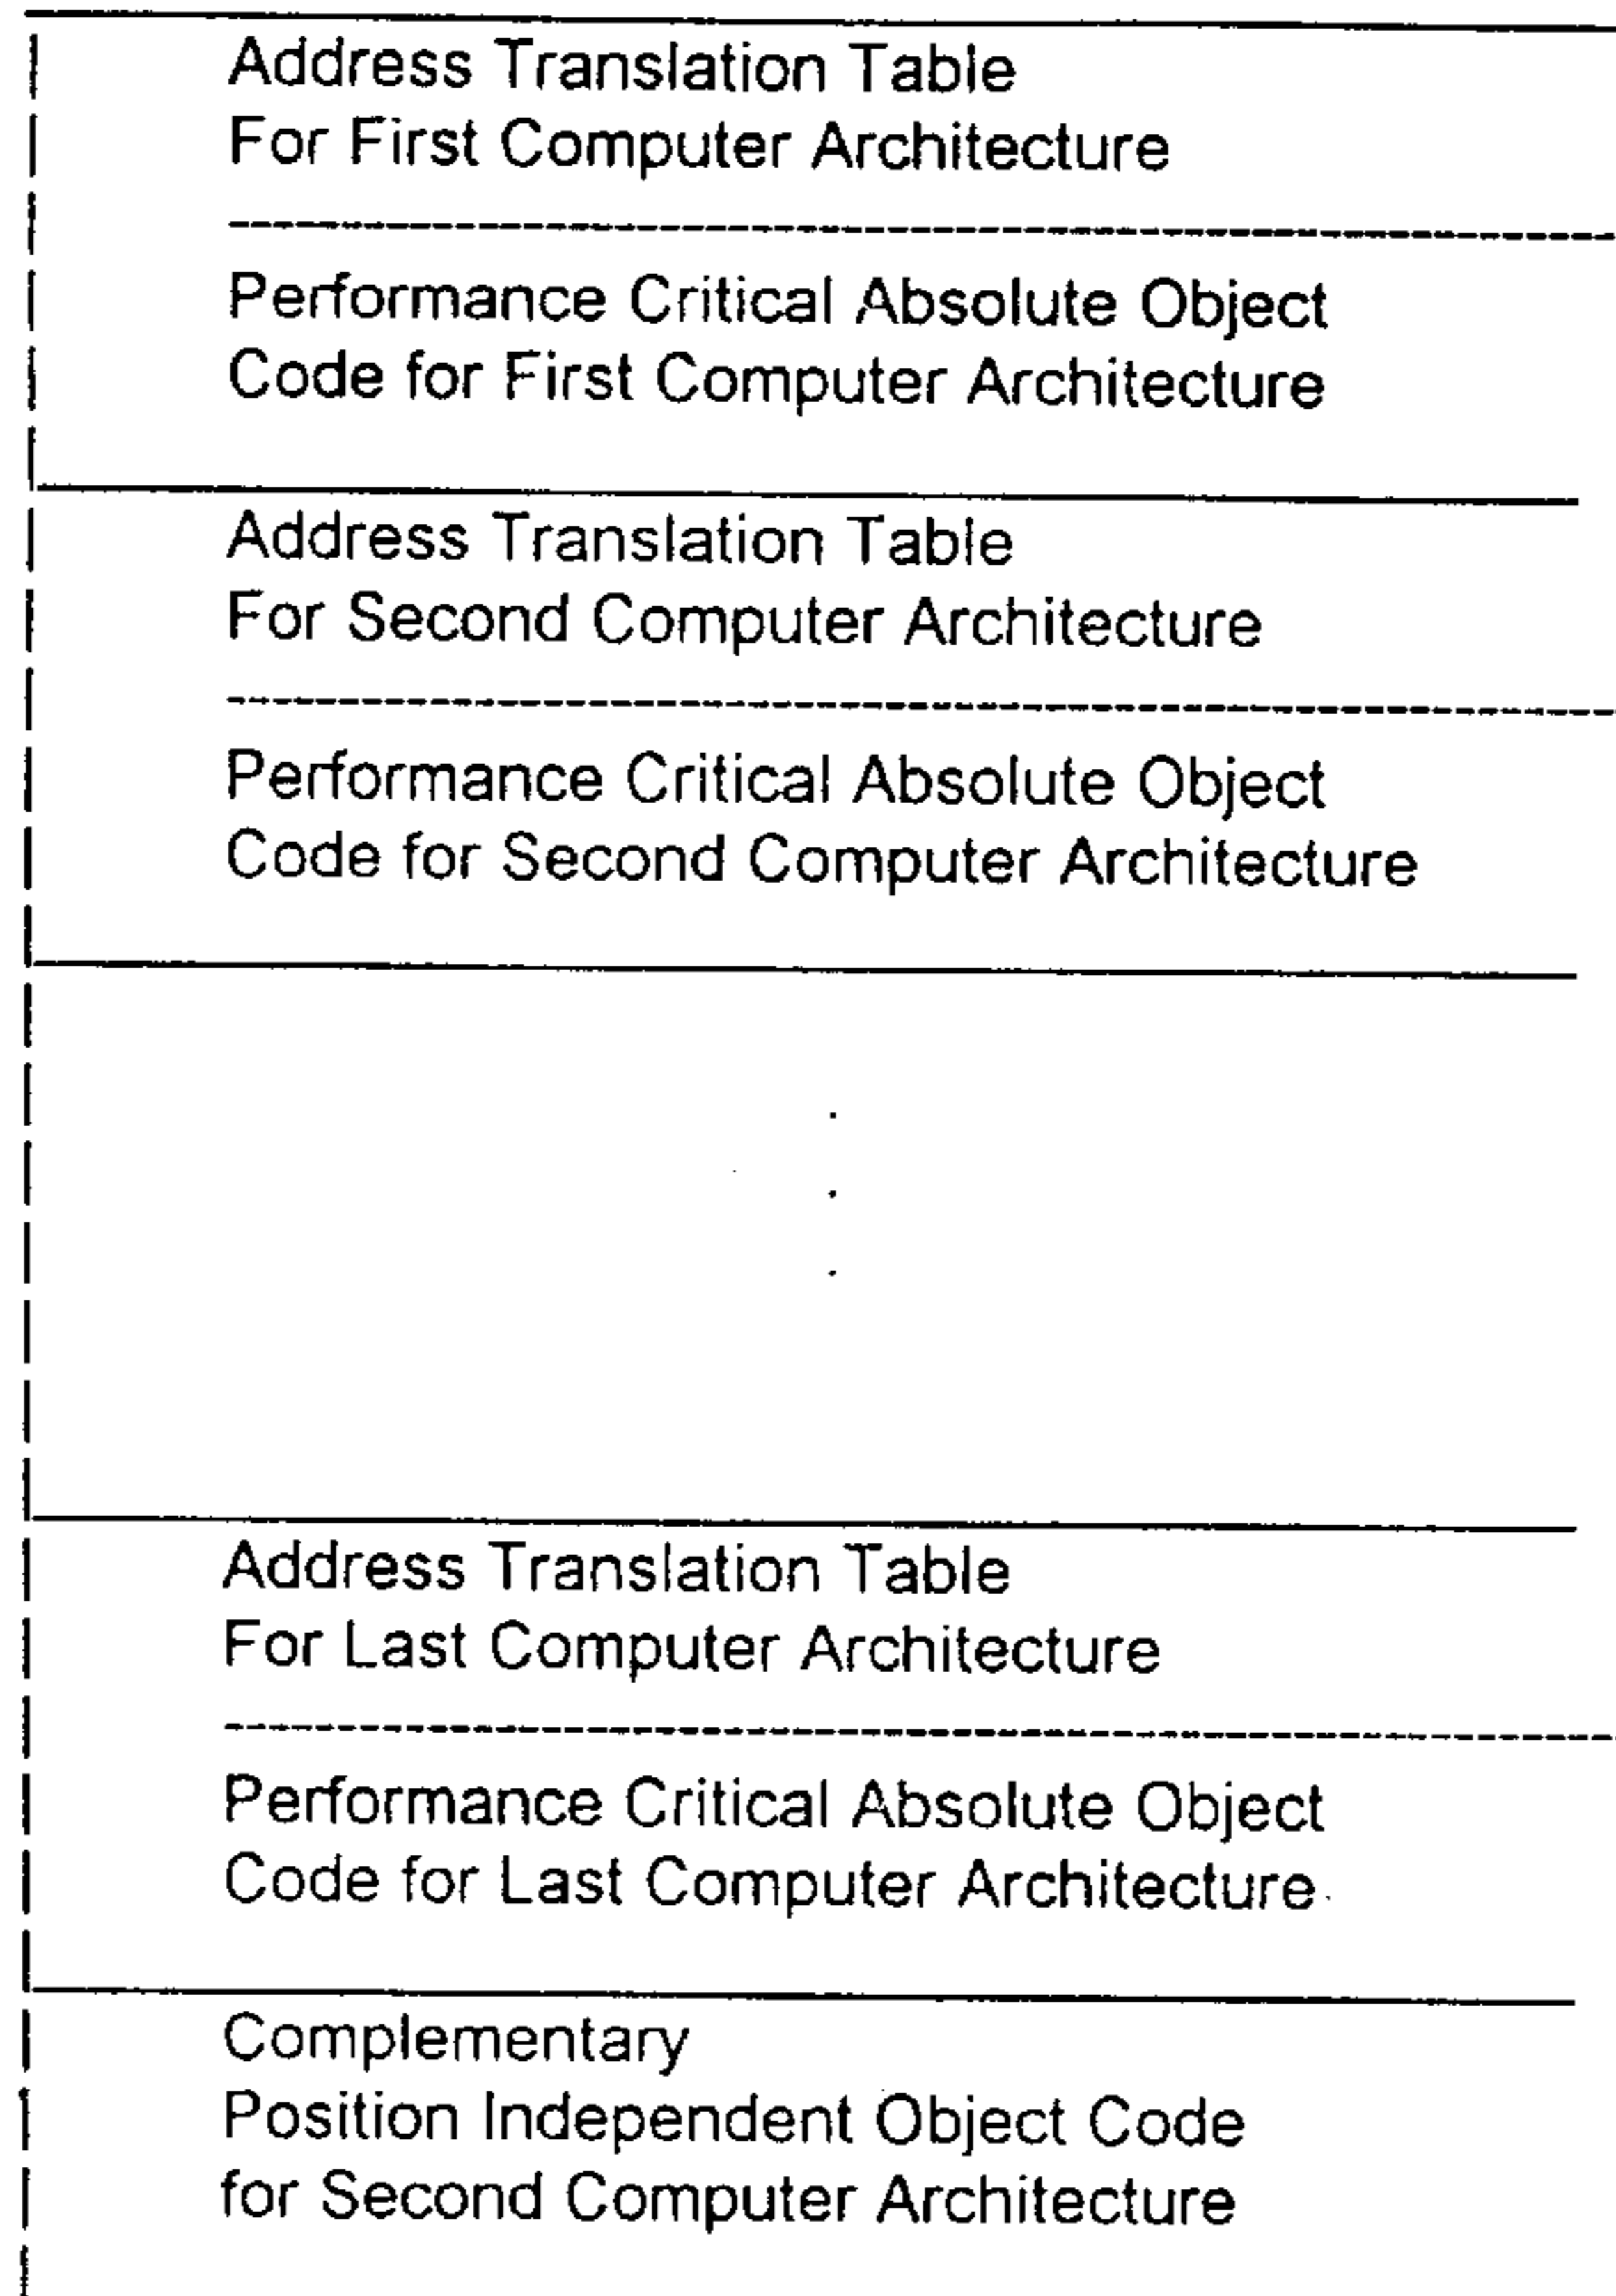 Address Translation Table
For First Computer Architecture
Performance Critical Absolute Object
Code for First Computer Architecture
Address Translation Table
For Second Computer Architecture
Performance Critical Absolute Object
Code for Second Computer Architecture
.
.
.
Address Translation Table
For Last Computer Architecture
Performance Critical Absolute Object
Code for Last Computer Architecture
Complementary
Position Independent Object Code
for Second Computer Architecture